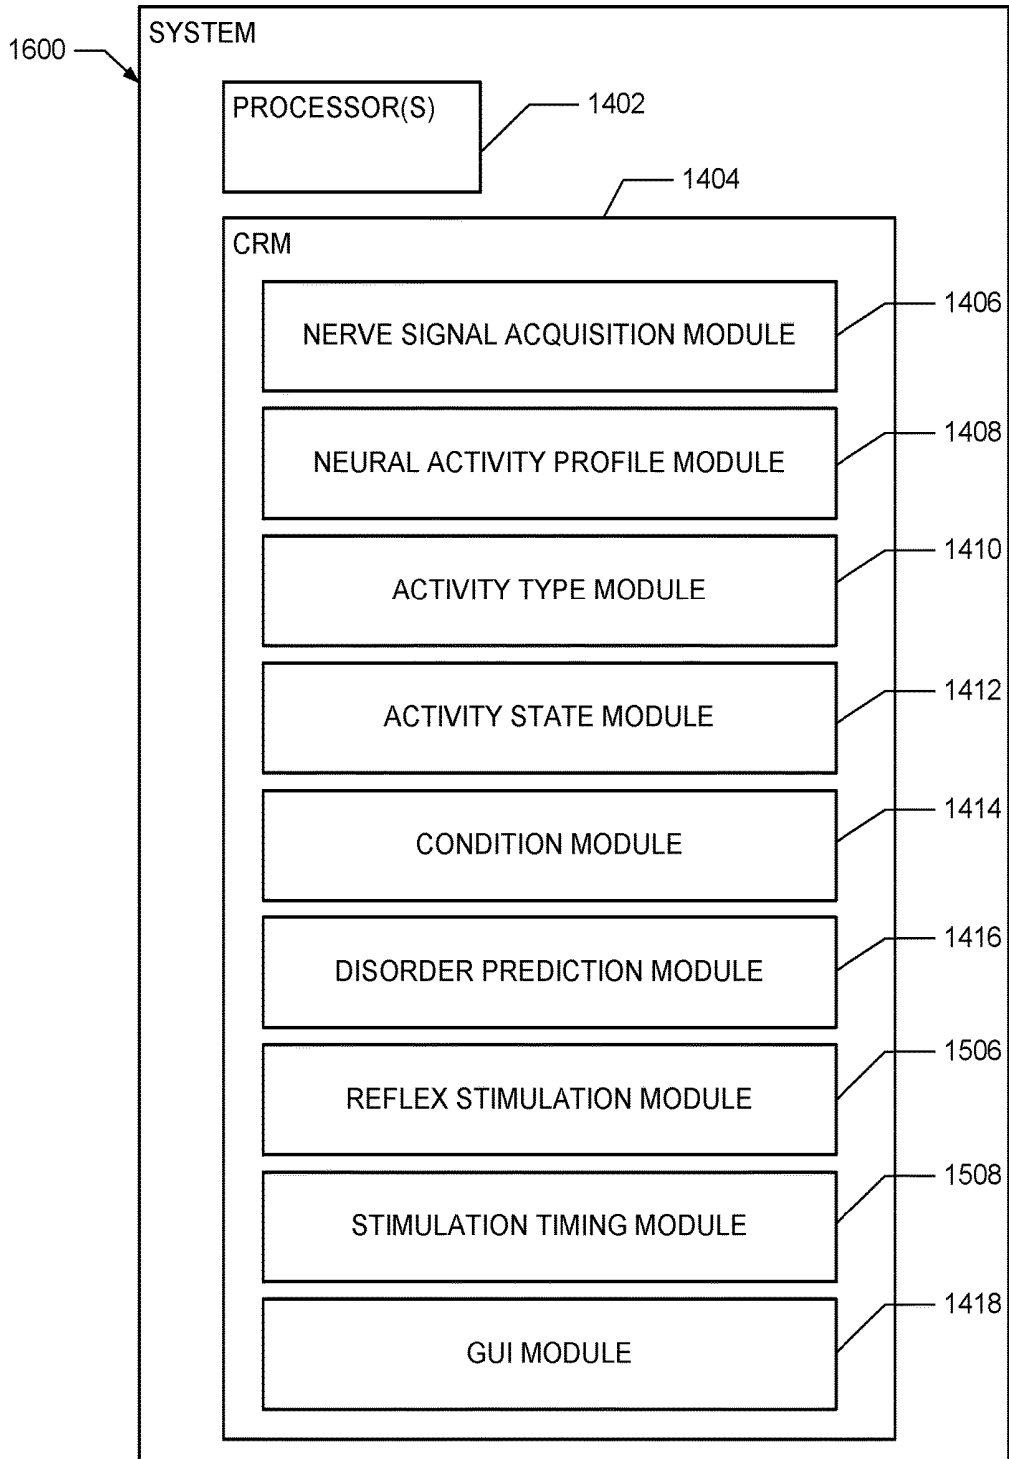 SYSTEM
1600
PROCESSOR(S)
1402
1404
CRM
NERVE SIGNAL ACQUISITION MODULE
1406
NEURAL ACTIVITY PROFILE MODULE
1408
ACTIVITY TYPE MODULE
1410
ACTIVITY STATE MODULE
1412
CONDITION MODULE
1414
DISORDER PREDICTION MODULE
1416
REFLEX STIMULATION MODULE
1506
STIMULATION TIMING MODULE
1508
GUI MODULE
1418